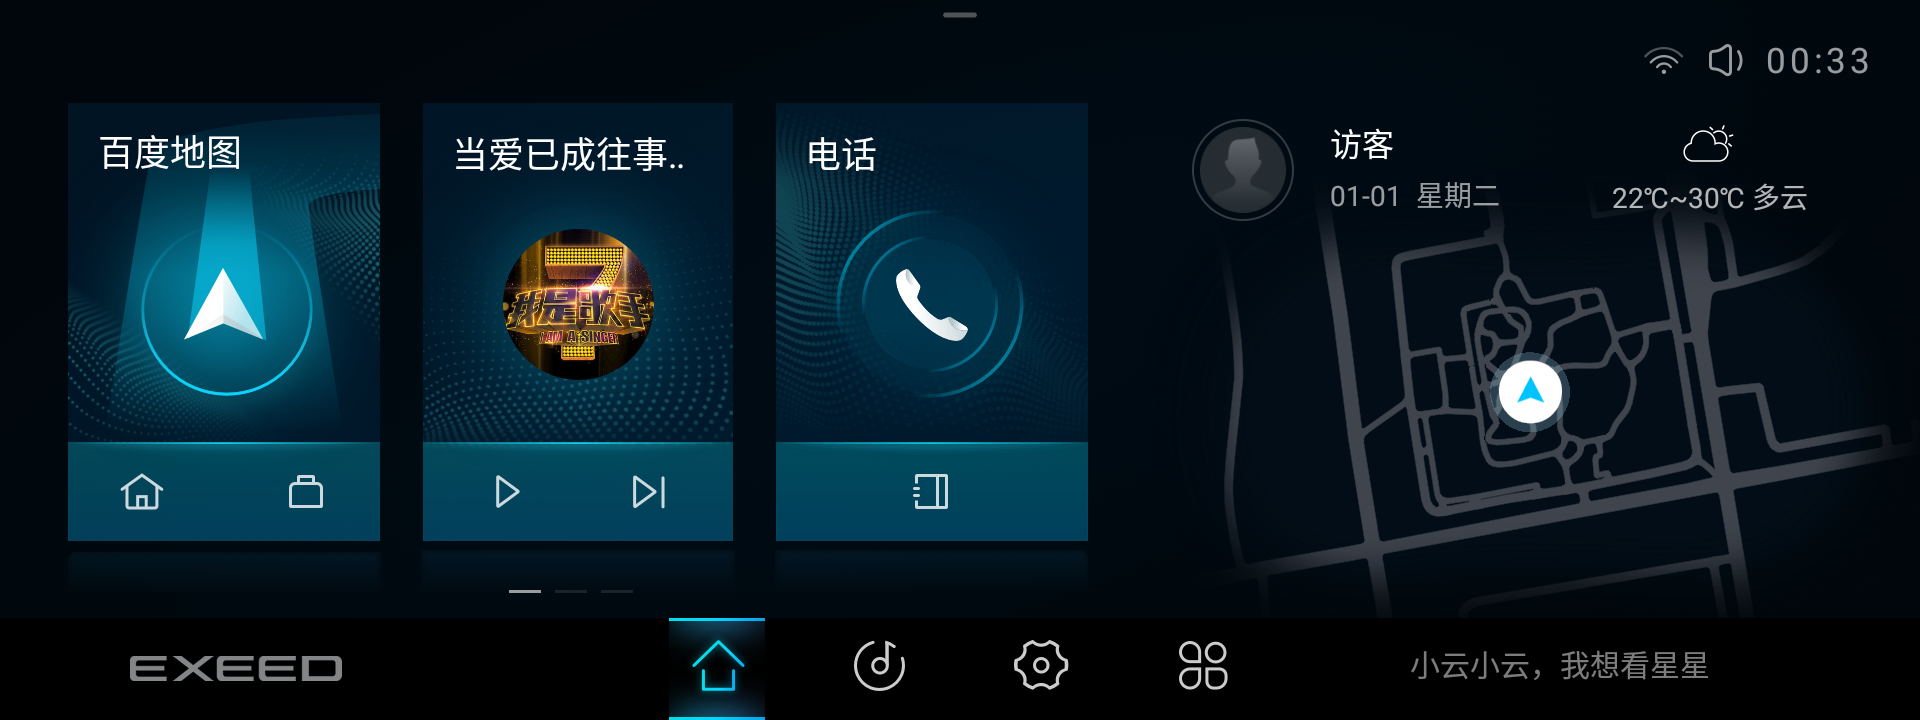 00:33
百度地图
当爱已成往事..
电话
访客
01-01 星期二
22℃~30℃ 多云
7
我是歌手
I AM A SINGER
EXEED
小云小云，我想看星星